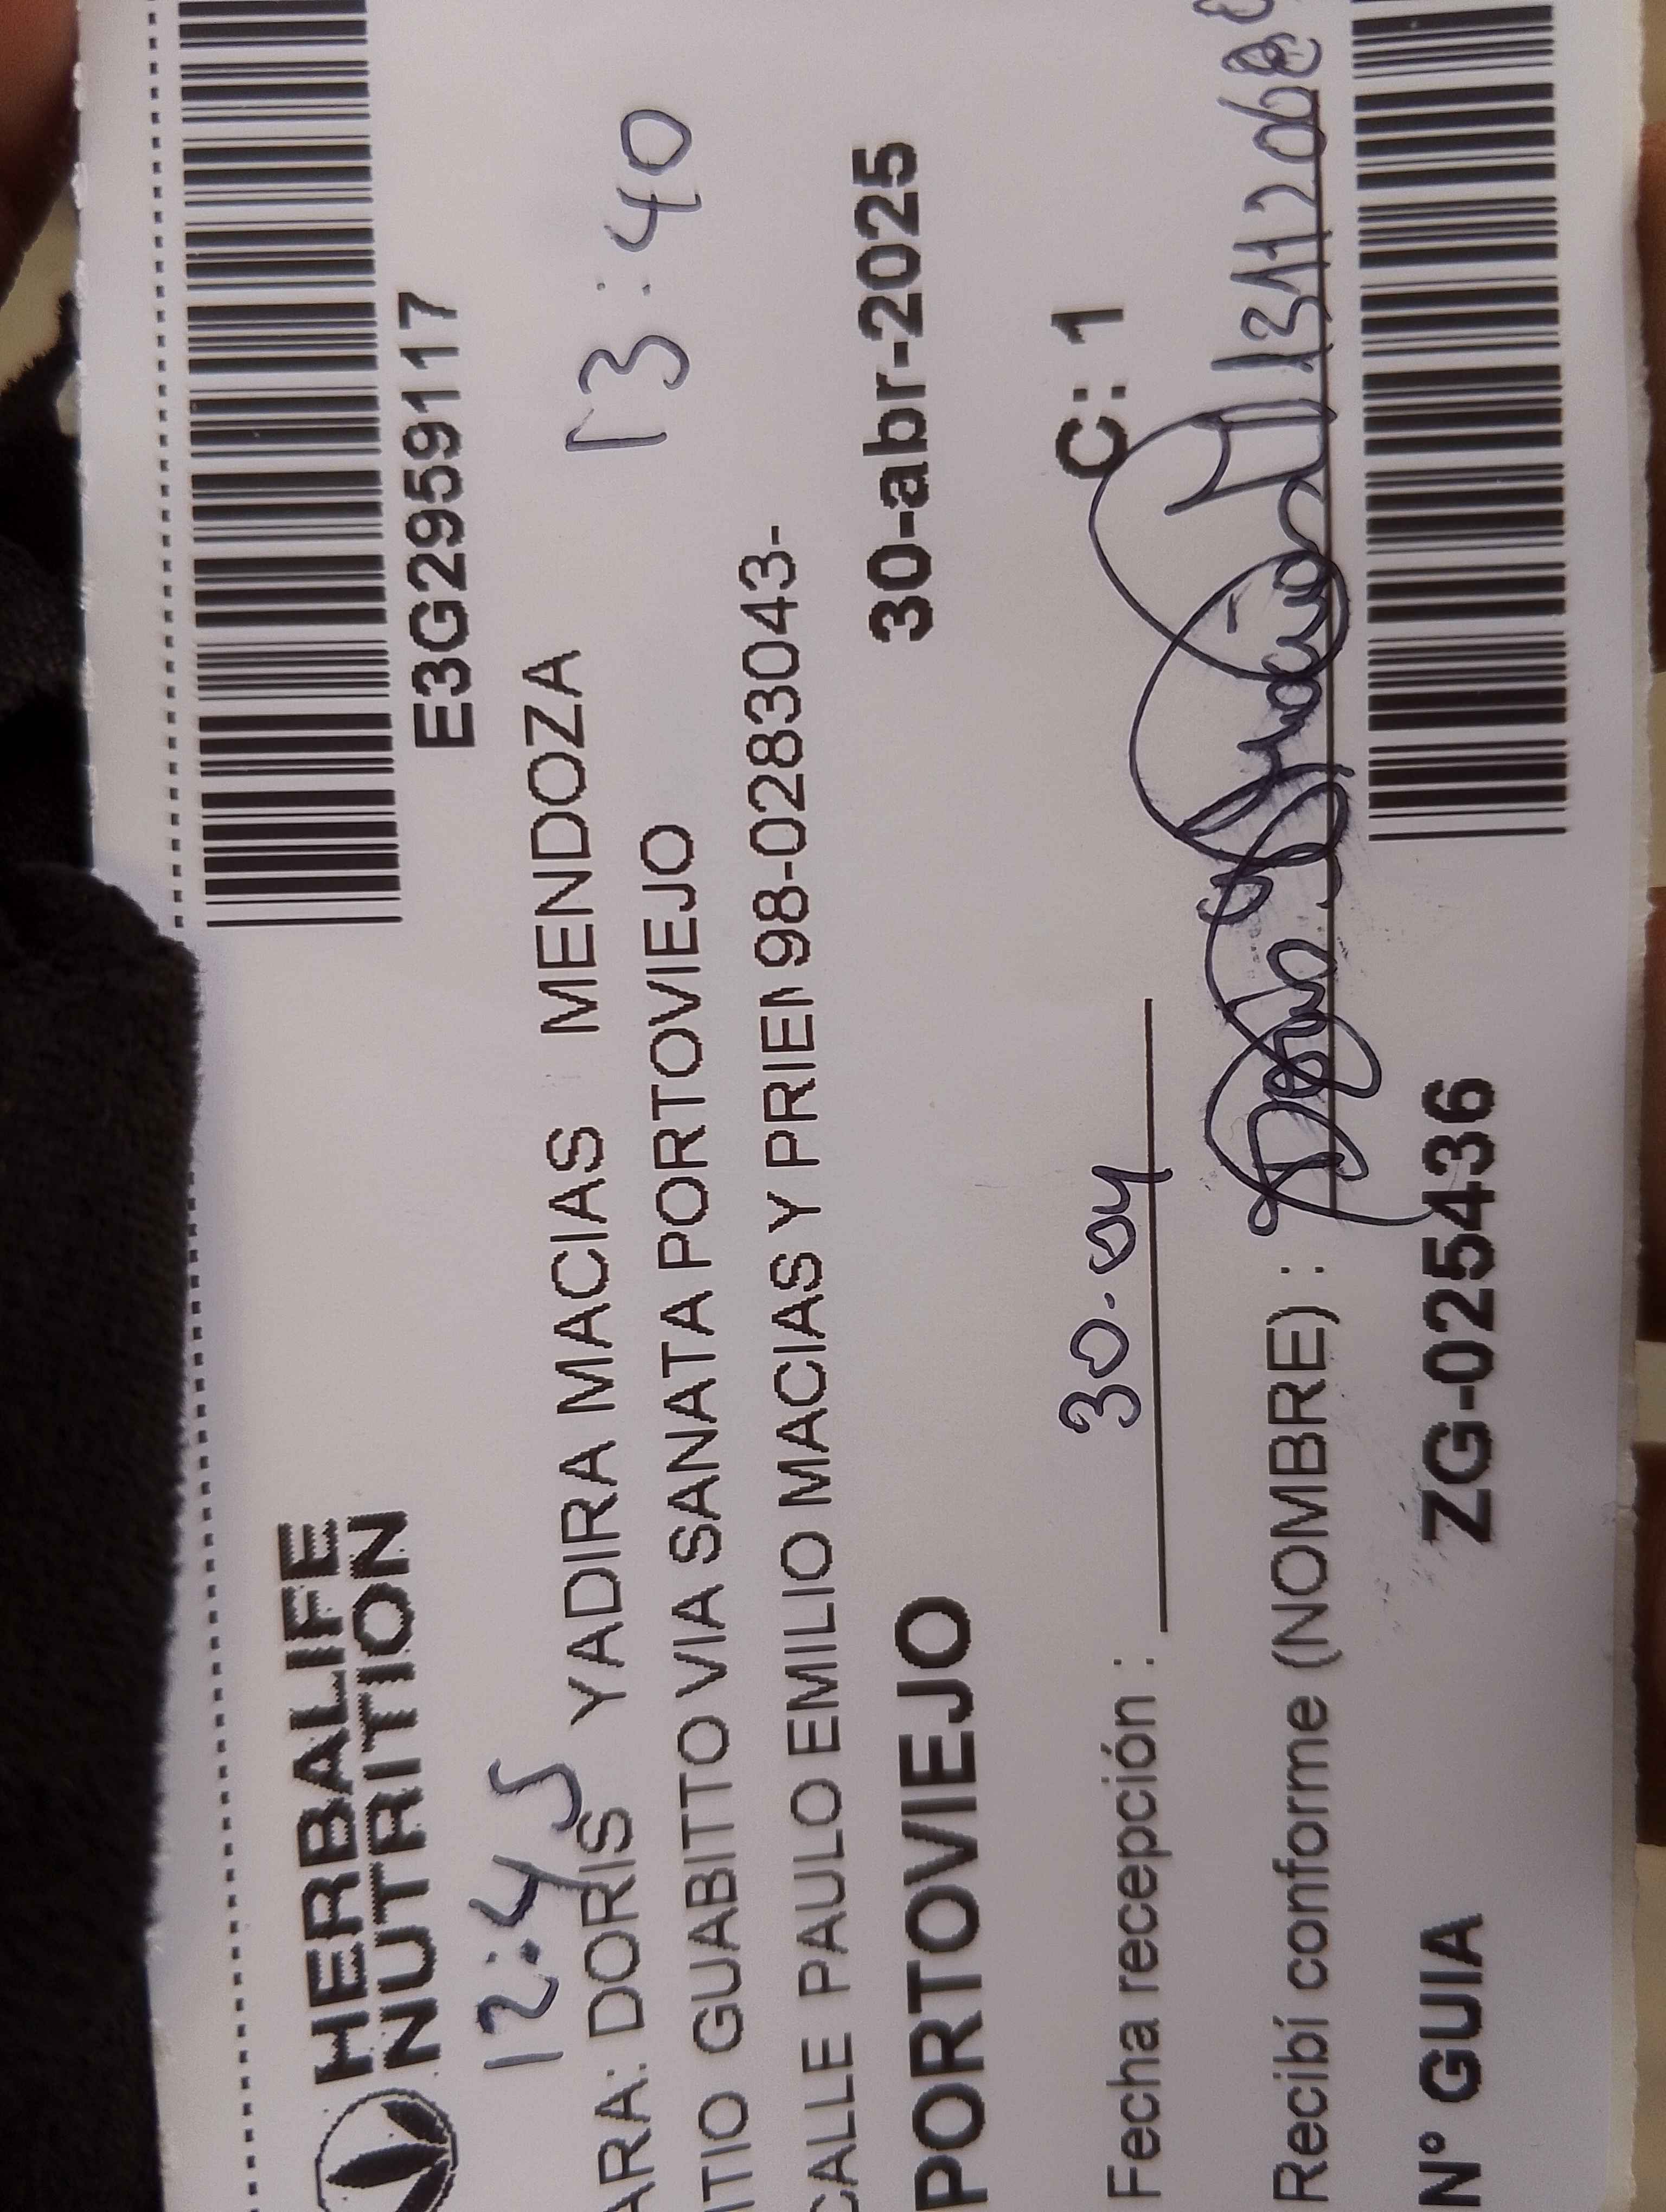 HERBALIFE
NUTRITION
E3G2959117
12:45
13:40
ARA: DORIS YADIRA MACIAS MENDOZA
ITIO GUABITTO VIA SANATA PORTOVIEJO
CALLE PAULO EMILIO MACIAS Y PRIEN 98-0283043-
PORTOVIEJO 30-abr-2025
C: 1
Fecha recepción : 30.04
Recibí conforme (NOMBRE) :
Nº GUIA ZG-025436